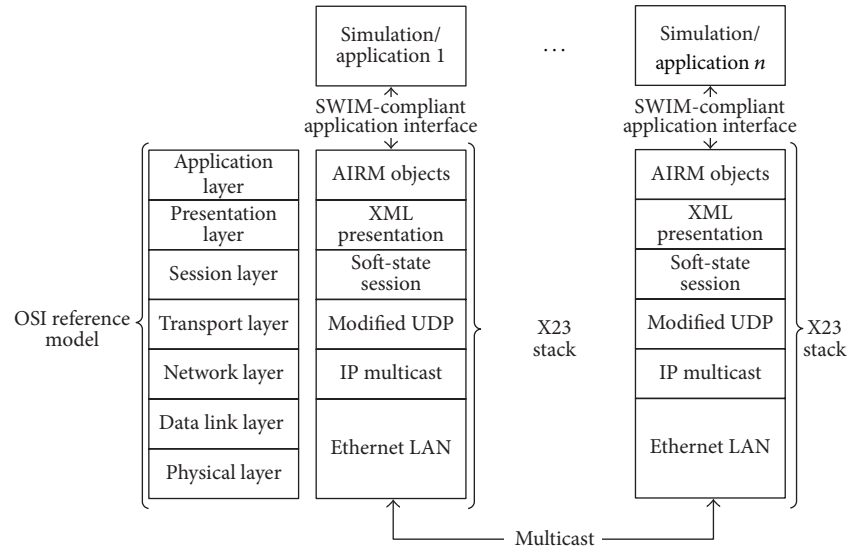 Simulation/
application 1
...
Simulation/
application n
SWIM-compliant
application interface
SWIM-compliant
application interface
OSI reference
model
Application
layer
Presentation
layer
Session layer
Transport layer
Network layer
Data link layer
Physical layer
AIRM objects
XML
presentation
Soft-state
session
Modified UDP
IP multicast
Ethernet LAN
X23
stack
AIRM objects
XML
presentation
Soft-state
session
Modified UDP
IP multicast
Ethernet LAN
X23
stack
Multicast